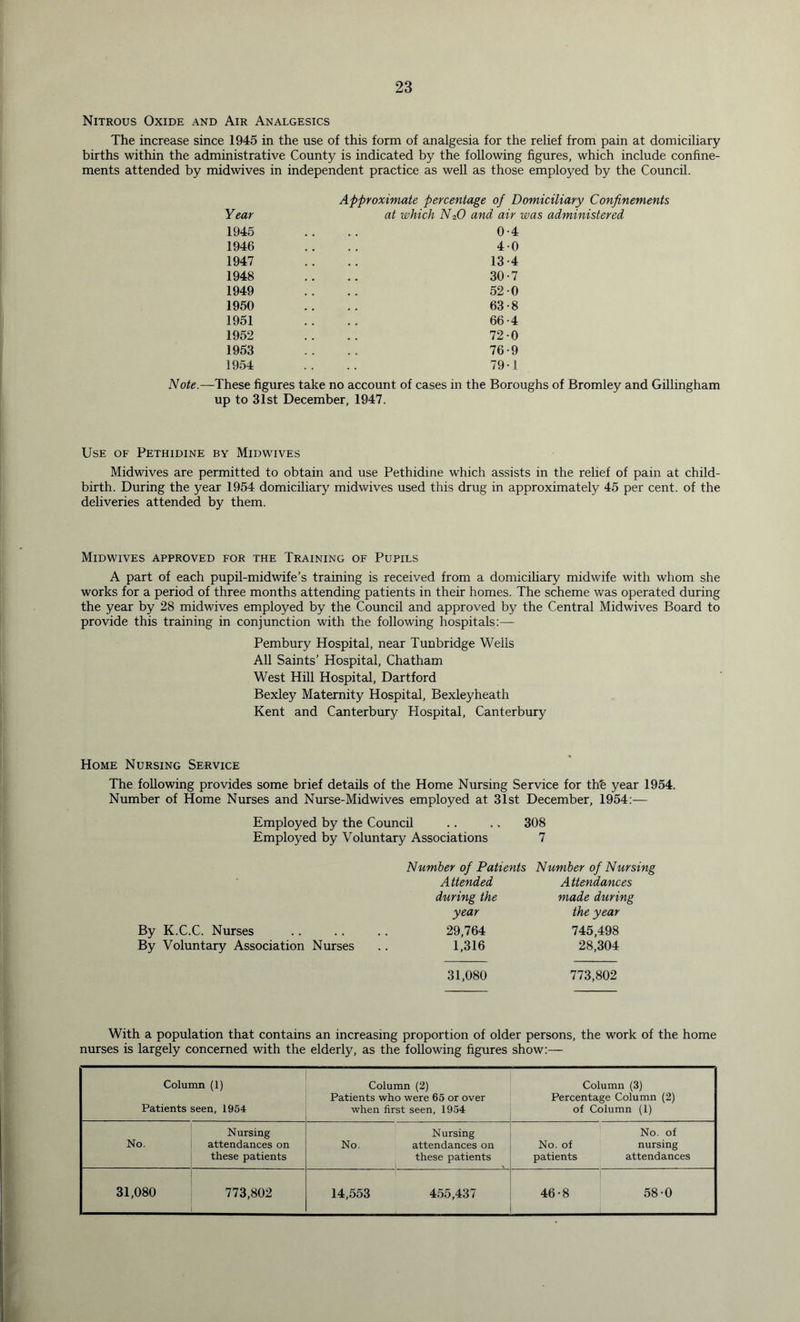 23
Nitrous Oxide and Air Analgesics
The increase since 1945 in the use of this form of analgesia for the relief from pain at domiciliary
births within the administrative County is indicated by the following figures, which include confine-
ments attended by midwives in independent practice as well as those employed by the Council.
Approximate percentage of Domiciliary Confinements
Year at which N₂O and air was administered
1945 .. .. 0·4
1946 .. .. 4·0
1947 .. .. 13·4
1948 .. .. 30·7
1949 .. .. 52·0
1950 .. .. 63·8
1951 .. .. 66·4
1952 .. .. 72·0
1953 .. .. 76·9
1954 .. .. 79·1
Note.—These figures take no account of cases in the Boroughs of Bromley and Gillingham
up to 31st December, 1947.
Use of Pethidine by Midwives
Midwives are permitted to obtain and use Pethidine which assists in the relief of pain at child-
birth. During the year 1954 domiciliary midwives used this drug in approximately 45 per cent. of the
deliveries attended by them.
Midwives approved for the Training of Pupils
A part of each pupil-midwife's training is received from a domiciliary midwife with whom she
works for a period of three months attending patients in their homes. The scheme was operated during
the year by 28 midwives employed by the Council and approved by the Central Midwives Board to
provide this training in conjunction with the following hospitals:—
Pembury Hospital, near Tunbridge Wells
All Saints' Hospital, Chatham
West Hill Hospital, Dartford
Bexley Maternity Hospital, Bexleyheath
Kent and Canterbury Hospital, Canterbury
Home Nursing Service
The following provides some brief details of the Home Nursing Service for the year 1954.
Number of Home Nurses and Nurse-Midwives employed at 31st December, 1954:—
Employed by the Council .. .. 308
Employed by Voluntary Associations 7
Number of Patients Number of Nursing
Attended Attendances
during the made during
year the year
By K.C.C. Nurses .. .. .. 29,764 745,498
By Voluntary Association Nurses .. 1,316 28,304
31,080 773,802
With a population that contains an increasing proportion of older persons, the work of the home
nurses is largely concerned with the elderly, as the following figures show:—
Column (1) Column (2) Column (3)
Patients who were 65 or over Percentage Column (2)
Patients seen, 1954 when first seen, 1954 of Column (1)
Nursing Nursing No. of
No. attendances on No. attendances on No. of nursing
these patients these patients patients attendances
31,080 773,802 14,553 455,437 46·8 58·0